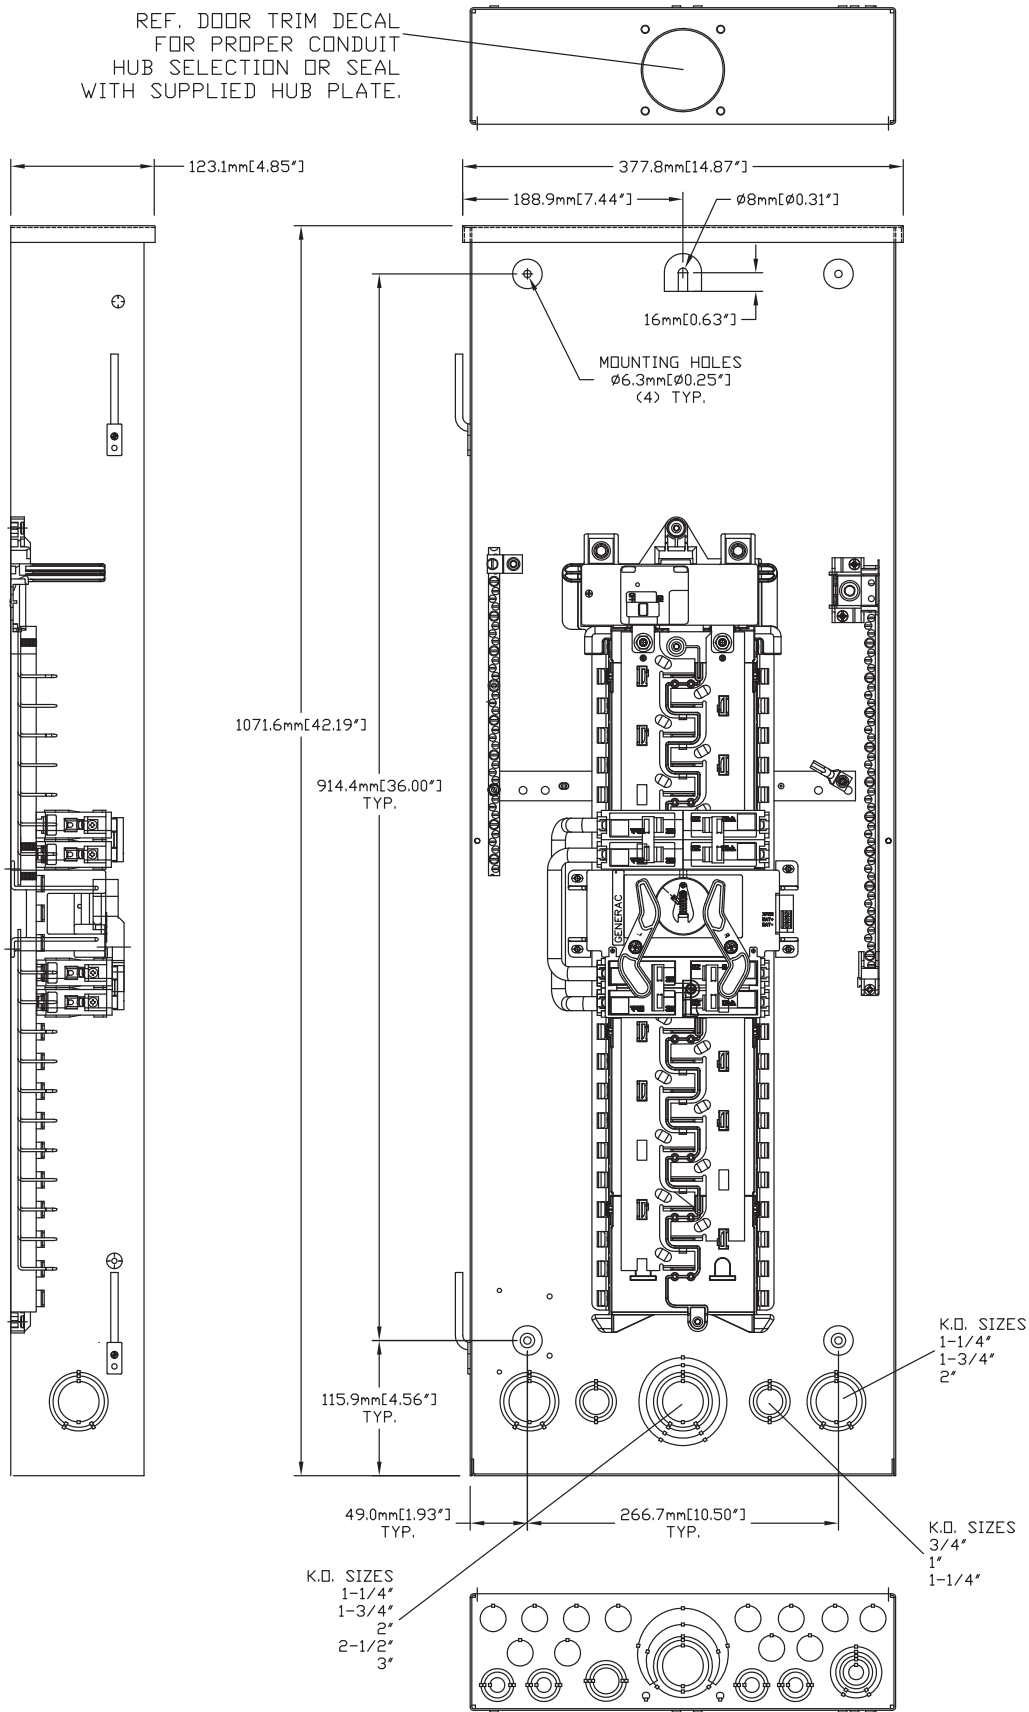 REF. DOOR TRIM DECAL
FOR PROPER CONDUIT
HUB SELECTION OR SEAL
WITH SUPPLIED HUB PLATE.
123.1mm[4.85"]
377.8mm[14.87"]
188.9mm[7.44"]
Ø8mm[Ø0.31"]
16mm[0.63"]
MOUNTING HOLES
Ø6.3mm[Ø0.25"]
(4) TYP.
1071.6mm[42.19"]
914.4mm[36.00"]
TYP.
GENERAC
L
R
K.O. SIZES
1-1/4"
1-3/4"
2"
115.9mm[4.56"]
TYP.
49.0mm[1.93"]
TYP.
266.7mm[10.50"]
TYP.
K.O. SIZES
3/4"
1"
1-1/4"
K.O. SIZES
1-1/4"
1-3/4"
2"
2-1/2"
3"